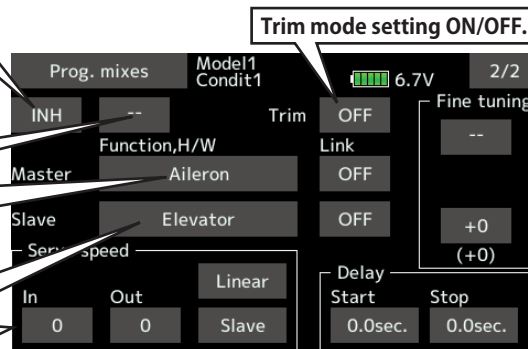 Trim mode setting ON/OFF.
Prog. mixes Model1 Condit1 6.7V 2/2
INH -- Trim OFF Fine tuning
Function,H/W Link --
Master Aileron OFF
Slave Elevator OFF +0
(+0)
Servo speed
Linear Delay
In Out Start Stop
0 0 Slave 0.0sec. 0.0sec.